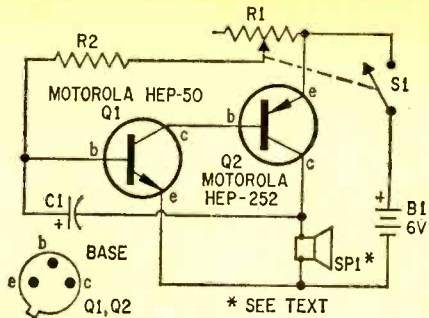 R1
R2
S1
MOTOROLA HEP-50
Q1
e
b
c
b
Q2
MOTOROLA
HEP-252
c
e
C1
+
+
B1
6V
b
BASE
e
c
SP1*
Q1,Q2
* SEE TEXT